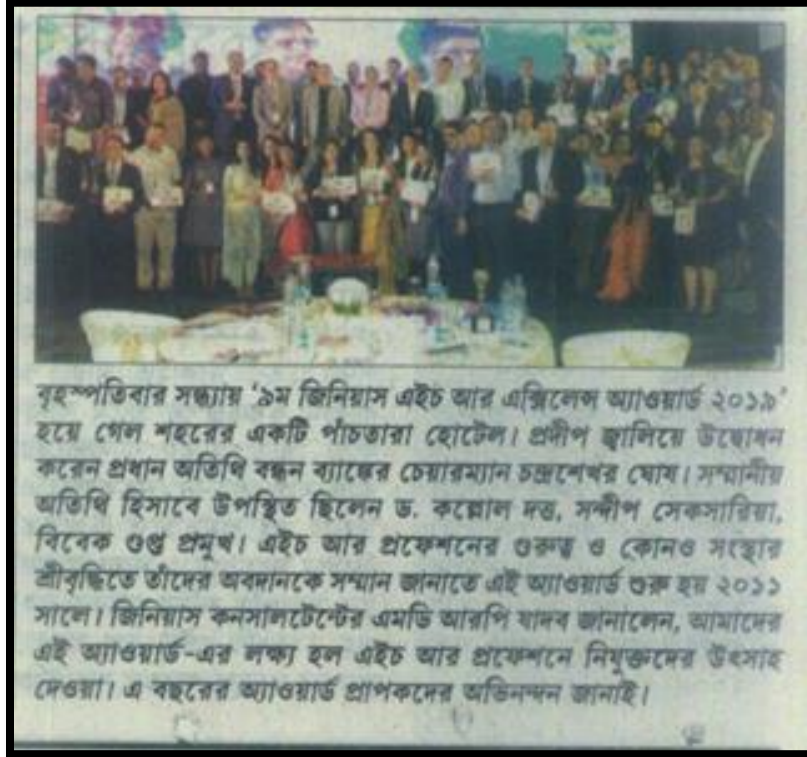 বৃহস্পতিবার সন্ধ্যায় ‘৯ম জিনিয়াস এইচ আর এক্সিলেন্স অ্যাওয়ার্ড ২০১৯’
হয়ে গেল শহরের একটি পাঁচতারা হোটেল। প্রদীপ জ্বালিয়ে উদ্বোধন
করেন প্রধান অতিথি বন্ধন ব্যাঙ্কের চেয়ারম্যান চন্দ্রশেখর ঘোষ। সম্মানীয়
অতিথি হিসাবে উপস্থিত ছিলেন ড. কল্লোল দত্ত, সন্দীপ সেকসারিয়া,
বিবেক গুপ্ত প্রমুখ। এইচ আর প্রফেশনের গুরুত্ব ও কোনও সংস্থার
শ্রীবৃদ্ধিতে তাঁদের অবদানকে সম্মান জানাতে এই অ্যাওয়ার্ড শুরু হয় ২০১১
সালে। জিনিয়াস কনসালটেন্টের এমডি আরপি যাদব জানালেন, আমাদের
এই অ্যাওয়ার্ড-এর লক্ষ্য হল এইচ আর প্রফেশনে নিযুক্তদের উৎসাহ
দেওয়া। এ বছরের অ্যাওয়ার্ড প্রাপকদের অভিনন্দন জানাই।